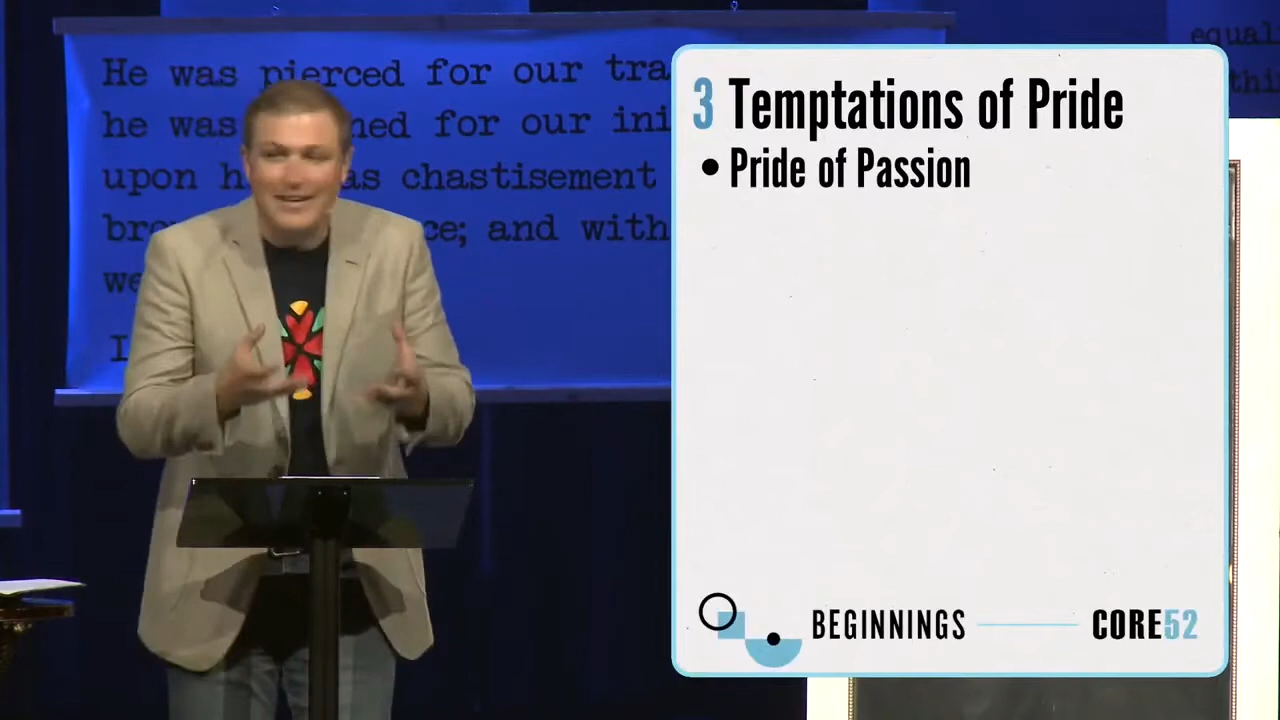 He was pierced for our tra
he was ned for our ini
upon h as chastisement
bro ce; and with
we
I
equal
thi
3 Temptations of Pride
• Pride of Passion
BEGINNINGS CORE52